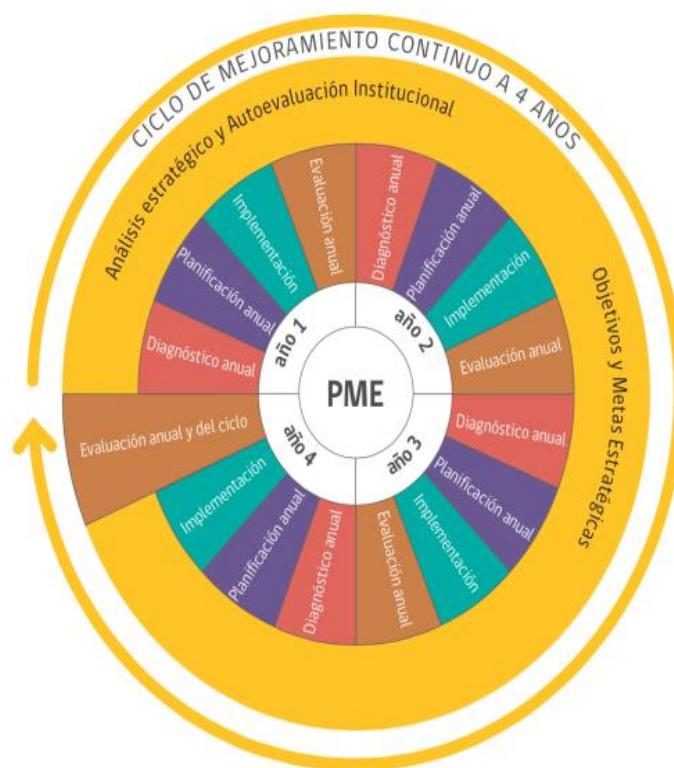 CICLO DE MEJORAMIENTO CONTINUO A 4 AÑOS
Análisis estratégico y Autoevaluación Institucional
Objetivos y Metas Estratégicas
PME
año 1
Diagnóstico anual
Planificación anual
Implementación
Evaluación anual
año 2
Diagnóstico anual
Planificación anual
Implementación
Evaluación anual
año 3
Diagnóstico anual
Planificación anual
Implementación
Evaluación anual
año 4
Diagnóstico anual
Planificación anual
Implementación
Evaluación anual y del ciclo